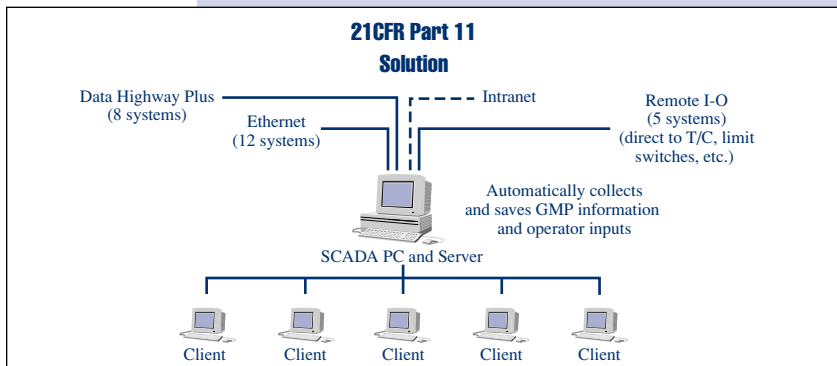 21CFR Part 11
Solution
Data Highway Plus
(8 systems)
Ethernet
(12 systems)
Intranet
Remote I-O
(5 systems)
(direct to T/C, limit
switches, etc.)
Automatically collects
and saves GMP information
and operator inputs
SCADA PC and Server
Client
Client
Client
Client
Client